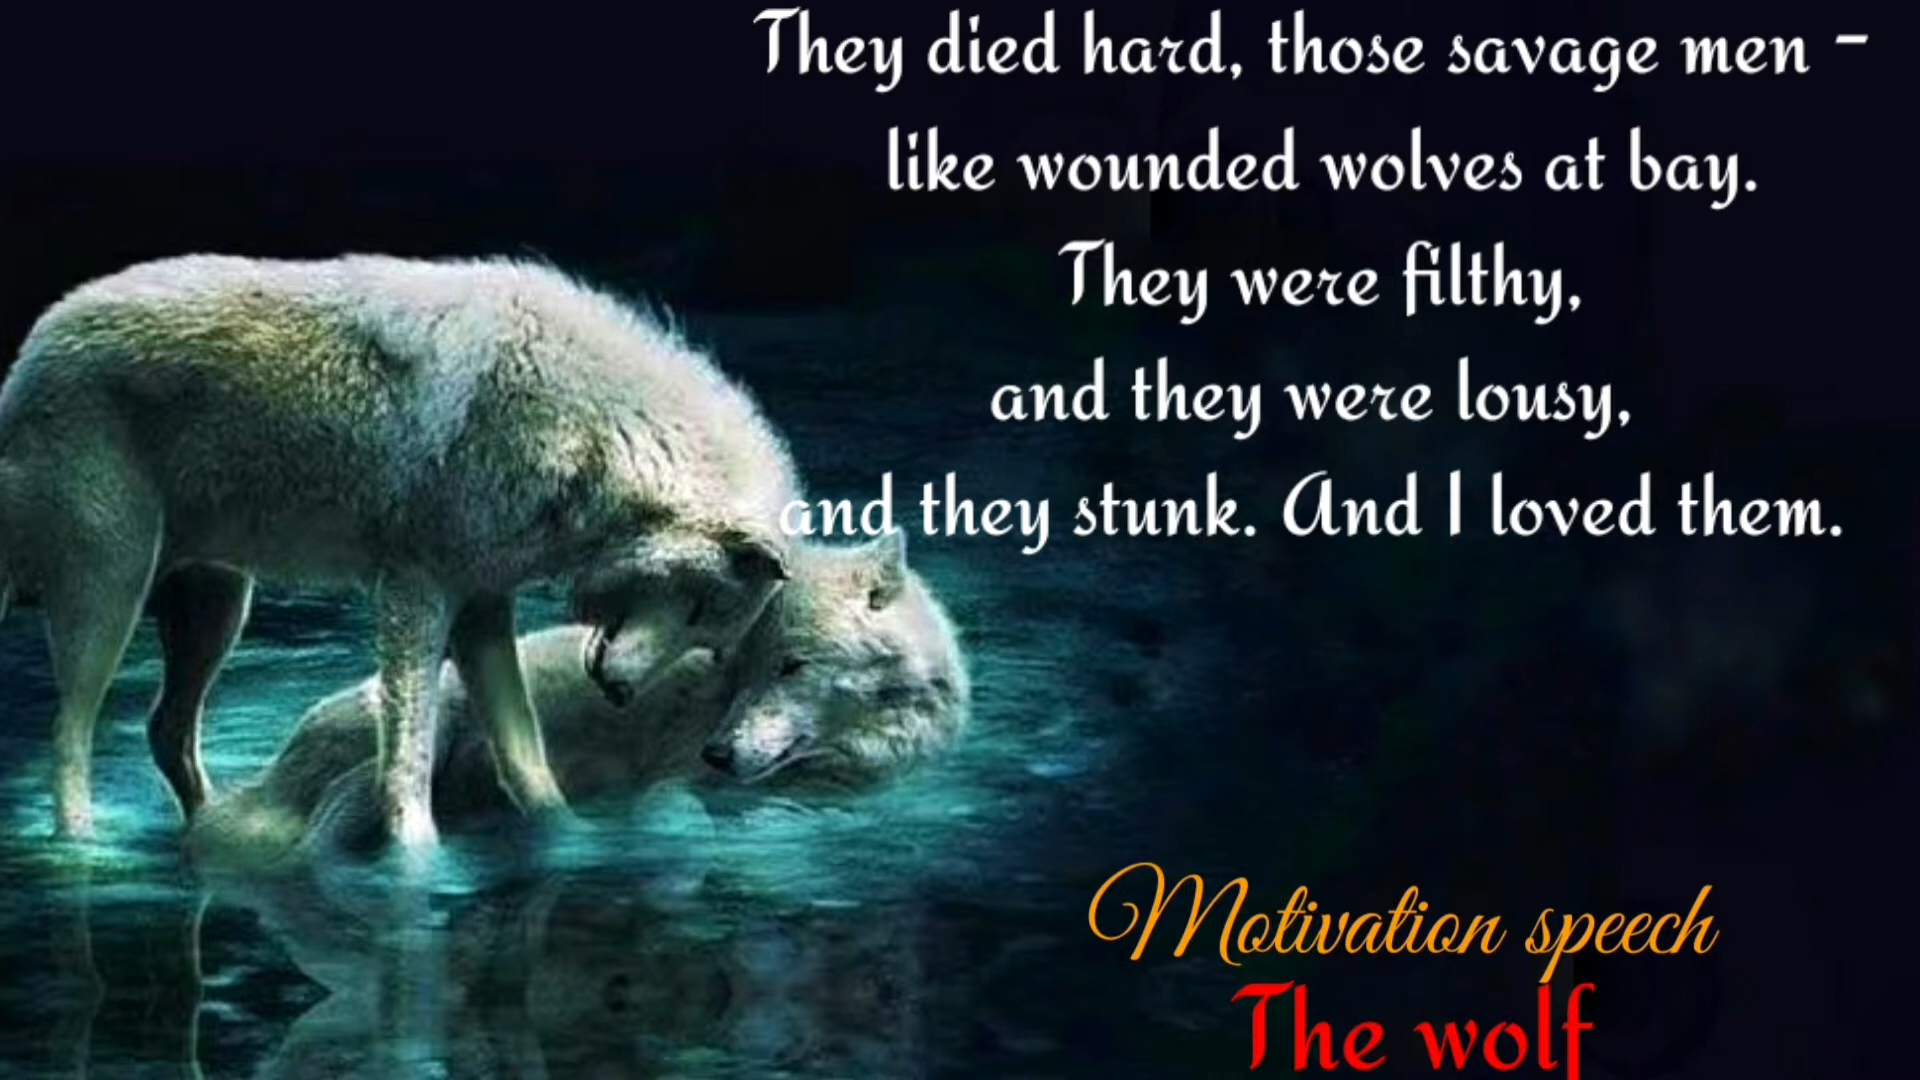 They died hard, those savage men -
like wounded wolves at bay.
They were filthy,
and they were lousy,
and they stunk. And I loved them.
Motivation speech
The wolf